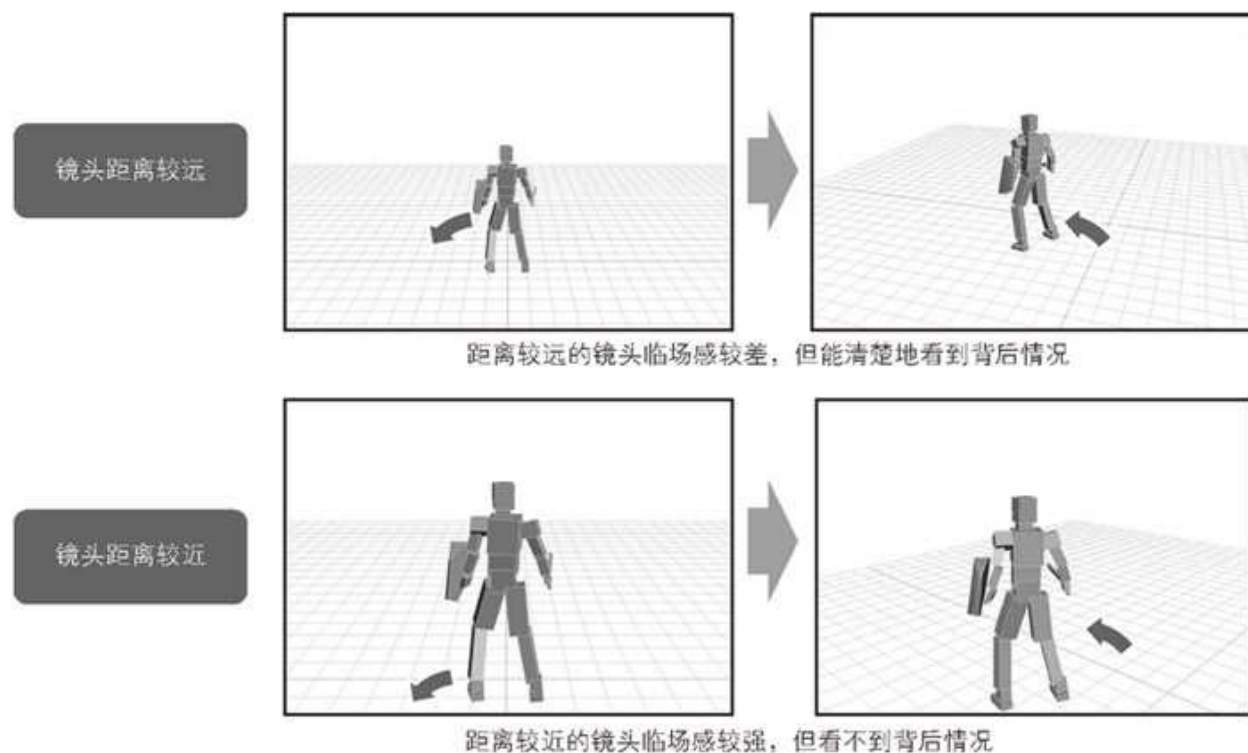 镜头距离较远
距离较远的镜头临场感较差，但能清楚地看到背后情况
镜头距离较近
距离较近的镜头临场感较强，但看不到背后情况